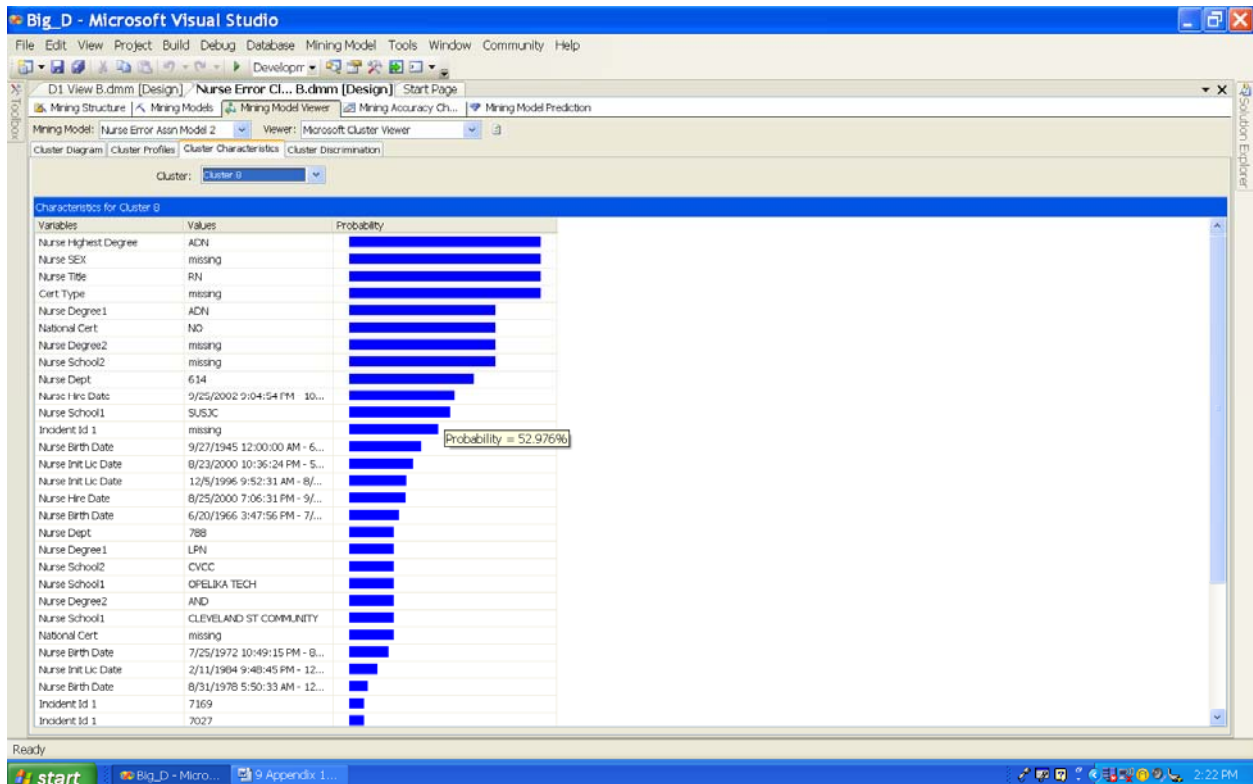 Big_D - Microsoft Visual Studio
File Edit View Project Build Debug Database Mining Model Tools Window Community Help
Developm
D1 View B.dmm [Design] Nurse Error Cl... B.dmm [Design] Start Page
Mining Structure Mining Models Mining Model Viewer Mining Accuracy Ch... Mining Model Prediction
Mining Model: Nurse Error Assn Model 2 Viewer: Microsoft Cluster Viewer
Cluster Diagram Cluster Profiles Cluster Characteristics Cluster Discrimination
Cluster: Cluster 8
Characteristics for Cluster 8
Variables Values Probability
Nurse Highest Degree ADN
Nurse SEX missing
Nurse Title RN
Cert Type missing
Nurse Degree1 ADN
National Cert NO
Nurse Degree2 missing
Nurse School2 missing
Nurse Dept 614
Nurse Hire Date 9/25/2002 9:04:54 PM - 10...
Nurse School1 SUSJC
Incident Id 1 missing
Probability = 52.976%
Nurse Birth Date 9/27/1945 12:00:00 AM - 6...
Nurse Init Lic Date 8/23/2000 10:36:24 PM - 5...
Nurse Init Lic Date 12/5/1996 9:52:31 AM - 8/...
Nurse Hire Date 8/25/2000 7:06:31 PM - 9/...
Nurse Birth Date 6/20/1966 3:47:56 PM - 7/...
Nurse Dept 788
Nurse Degree1 LPN
Nurse School2 CVCC
Nurse School1 OPELIKA TECH
Nurse Degree2 AND
Nurse School1 CLEVELAND ST COMMUNITY
National Cert missing
Nurse Birth Date 7/25/1972 10:49:15 PM - 8...
Nurse Init Lic Date 2/11/1984 9:48:45 PM - 12...
Nurse Birth Date 8/31/1978 5:50:33 AM - 12...
Incident Id 1 7169
Incident Id 1 7027
Toolbox
Solution Explorer
Ready
start Big_D - Micro... 9 Appendix 1... 2:22 PM